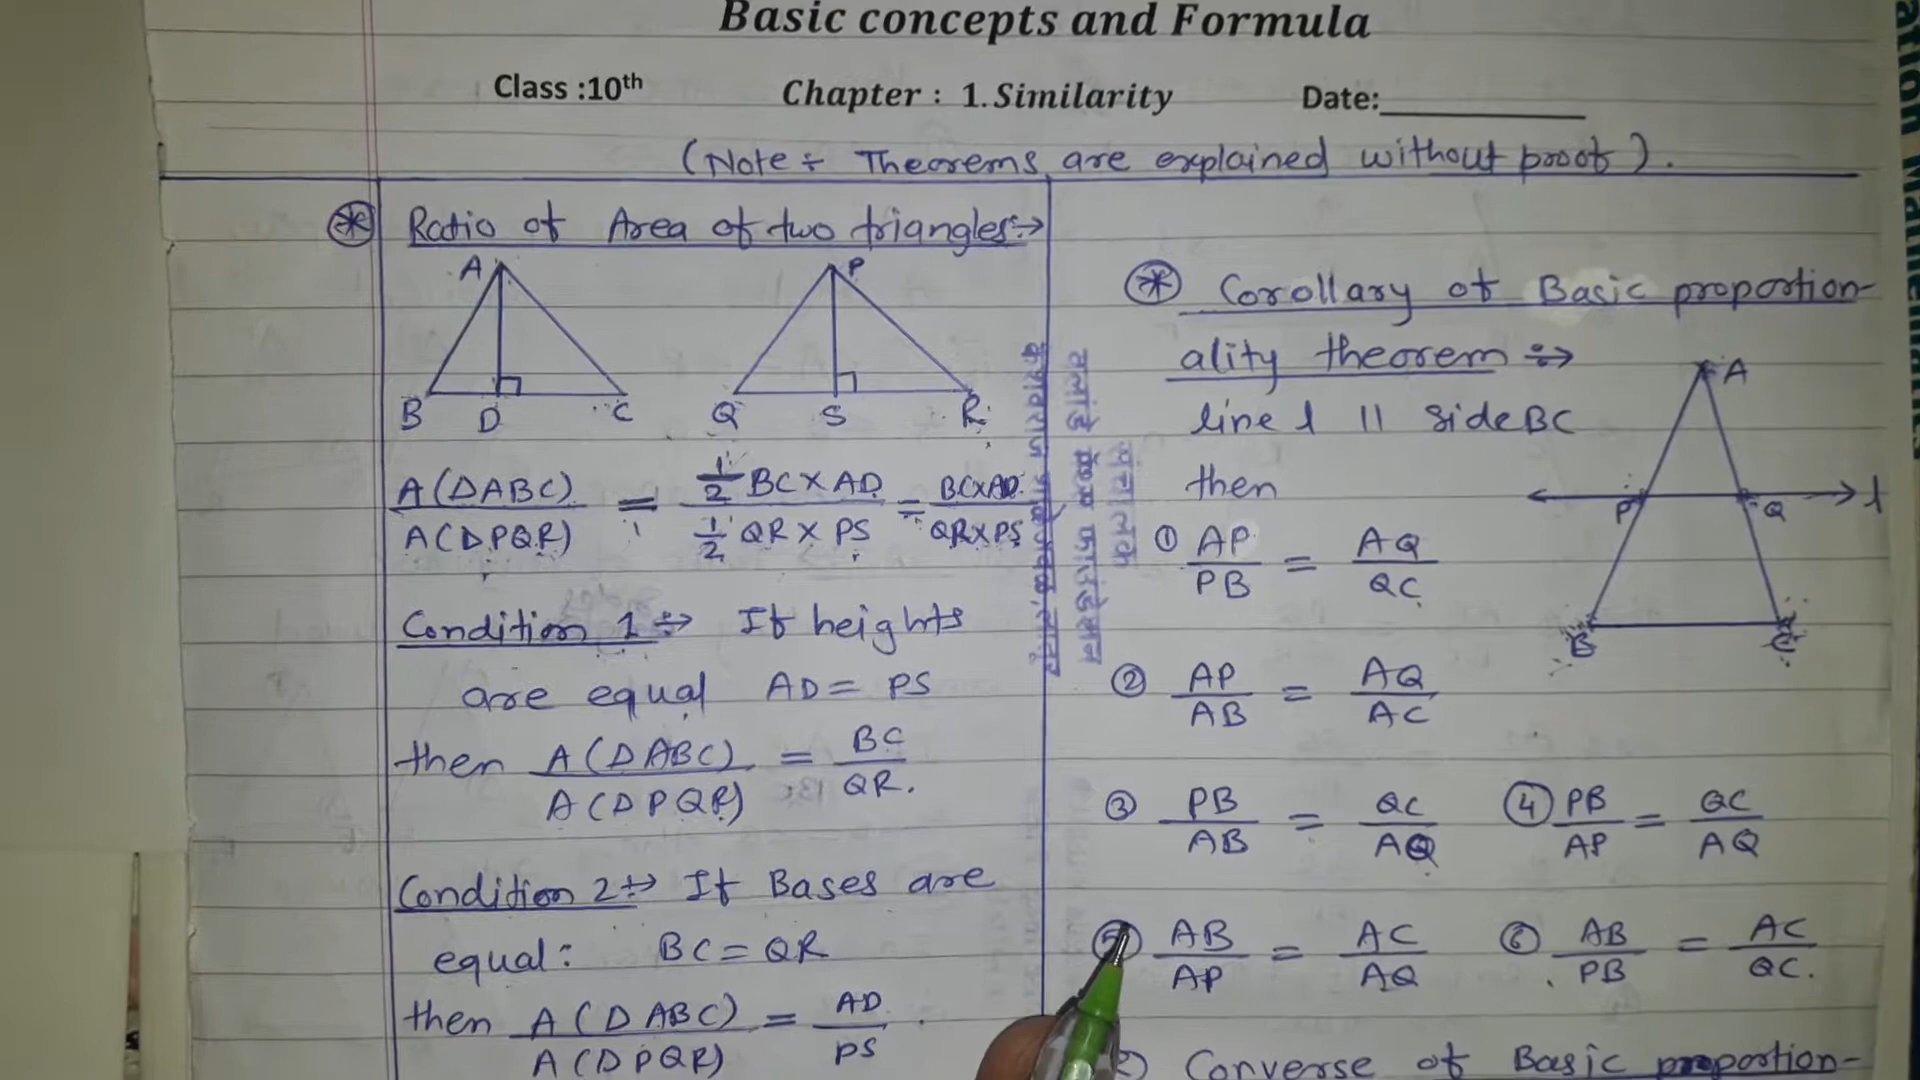 Basic concepts and Formula
Class :10th Chapter : 1. Similarity Date:
(Note ÷ Theorems are explained without proof).
* Ratio of Area of two triangles ÷→
A P
B D C Q S R
A(ΔABC) / A(ΔPQR) = 1/2 BC × AD / 1/2 QR × PS = BC×AD / QR×PS
Condition 1 ÷→ If heights
are equal AD = PS
then A(ΔABC) / A(ΔPQR) = BC / QR.
Condition 2 ÷→ If Bases are
equal: BC = QR
then A(ΔABC) / A(ΔPQR) = AD / PS
* Corollary of Basic proportion-
ality theorem ÷→
A
line l || side BC
then
P Q l
B C
① AP / PB = AQ / QC
② AP / AB = AQ / AC
③ PB / AB = QC / AQ ④ PB / AP = QC / AQ
⑤ AB / AP = AC / AQ ⑥ AB / PB = AC / QC.
Converse of Basic proportion-
संचालक